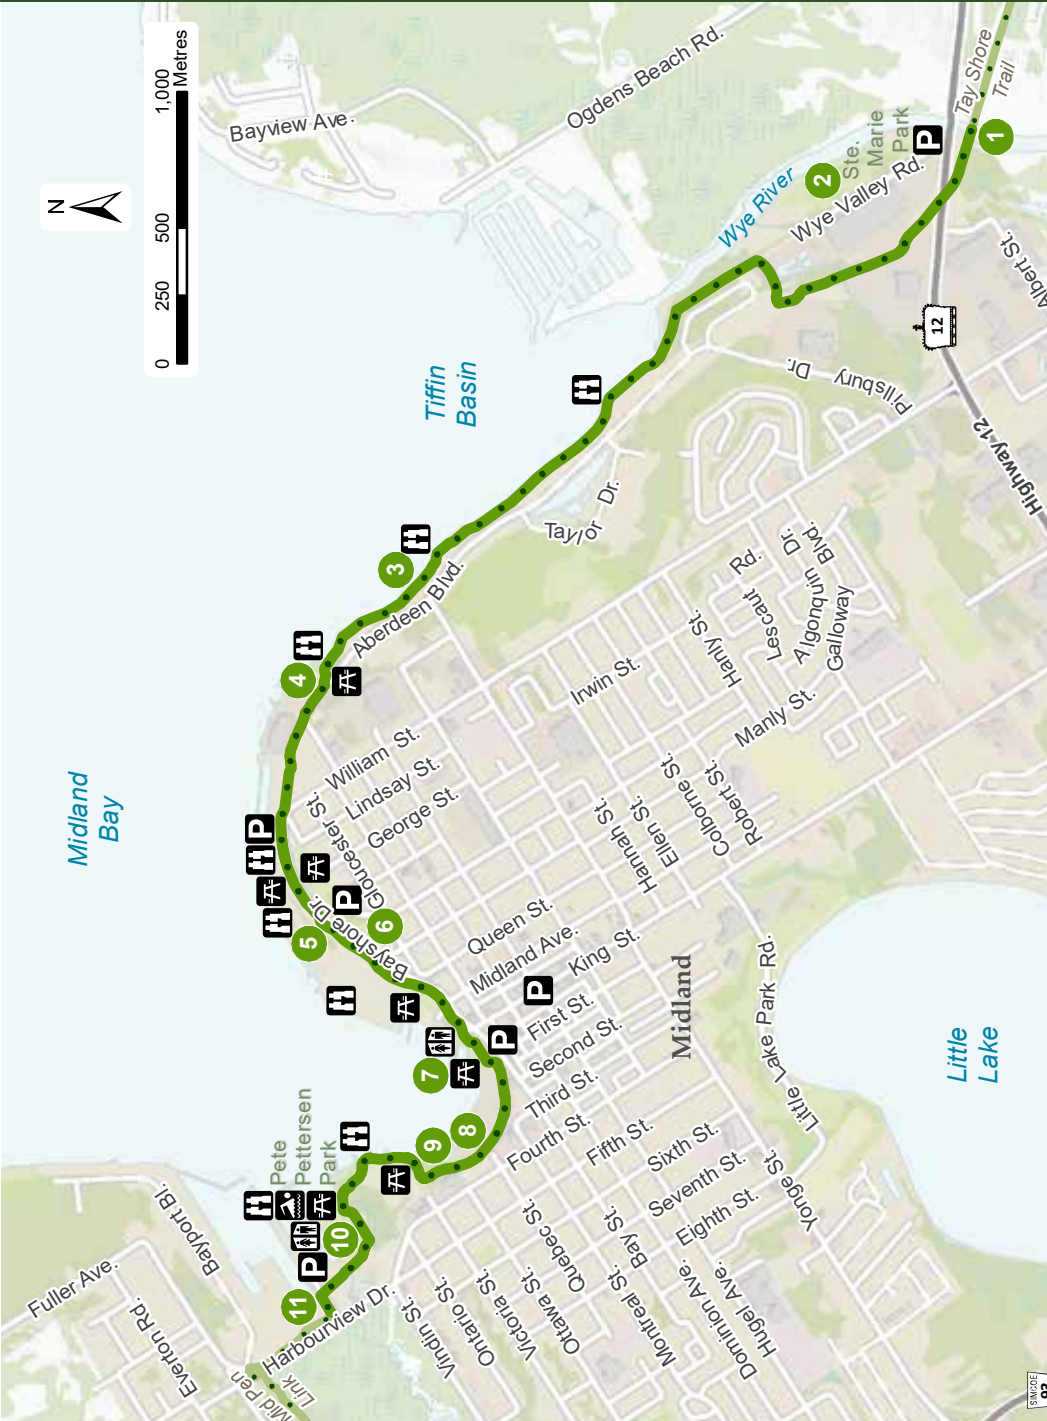 N
0
250
500
1,000
Metres
Midland
Bay
Tiffin
Basin
Wye River
Little
Lake
Midland
Bayview Ave.
Ogdens Beach Rd.
Tay Shore
Trail
Ste.
Marie
Park
Wye Valley Rd.
P
1
2
12
Highway 12
Albert St.
Pillsbury
Dr.
Taylor Dr.
3
Aberdeen Blvd.
4
William St.
Lindsay St.
George St.
Gloucester St.
Bayshore Dr.
P
P
5
6
Rd.
Lescaut
Dr.
Algonquin
Blvd.
Galloway
Hanly St.
Irwin St.
Manly St.
Robert St.
Colborne St.
Ellen St.
Hannah St.
Queen St.
Midland Ave.
King St.
First St.
Second St.
Third St.
Fourth St.
Fifth St.
Sixth St.
Seventh St.
Eighth St.
P
P
7
8
9
Little Lake Park Rd.
Yonge St
Pete
Pettersen
Park
10
P
11
Harbourview Dr.
Mid Pen
Link
Bayport Bl.
Fuller Ave.
Everton Rd.
Vindin St.
Ontario St.
Victoria St.
Ottawa St.
Quebec St.
Montreal St.
Bay St.
Dominion Ave.
Hugel Ave.
SIMCOE
93